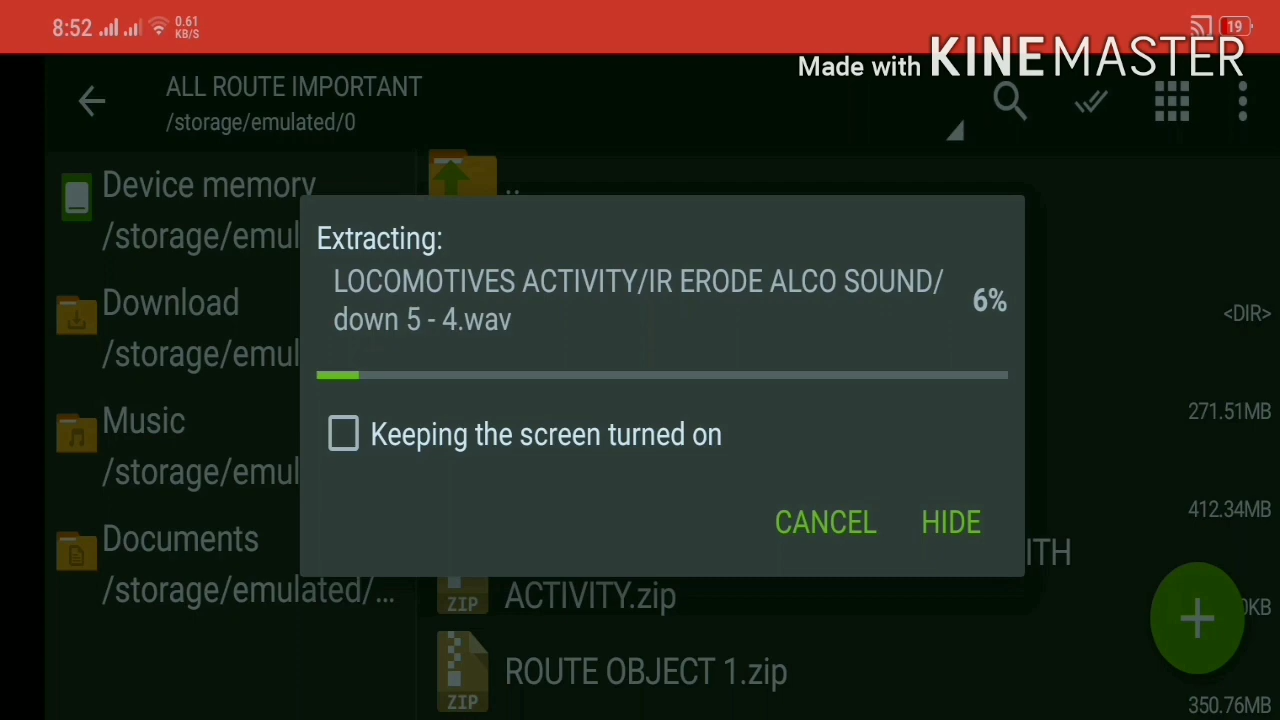 8:52
0.61
KB/S
19
Made with KINEMASTER
ALL ROUTE IMPORTANT
/storage/emulated/0
Device memory
/storage/emul
Download
/storage/emul
Music
/storage/emul
Documents
/storage/emulated/...
..
Extracting:
LOCOMOTIVES ACTIVITY/IR ERODE ALCO SOUND/
down 5 - 4.wav
6%
Keeping the screen turned on
CANCEL
HIDE
<DIR>
271.51MB
412.34MB
ITH
ACTIVITY.zip
ZIP
0KB
ROUTE OBJECT 1.zip
ZIP
350.76MB